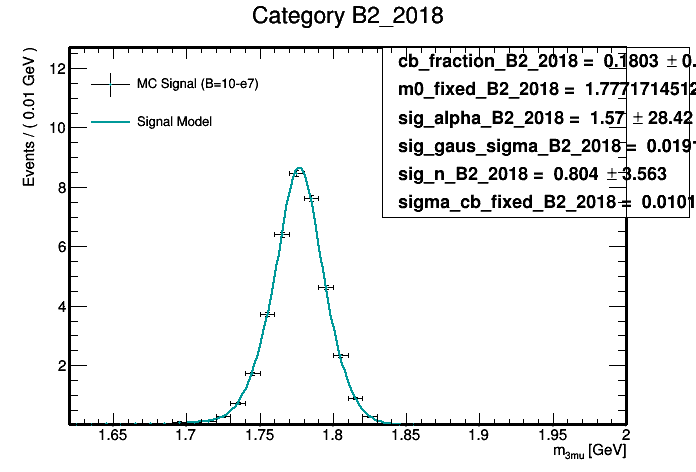 Category B2_2018
Events / ( 0.01 GeV )
MC Signal (B=10-e7)
Signal Model
cb_fraction_B2_2018 = 0.1803 ± 0.
m0_fixed_B2_2018 = 1.7771714512
sig_alpha_B2_2018 = 1.57 ± 28.42
sig_gaus_sigma_B2_2018 = 0.0191
sig_n_B2_2018 = 0.804 ± 3.563
sigma_cb_fixed_B2_2018 = 0.0101
12
10
8
6
4
2
1.65 1.7 1.75 1.8 1.85 1.9 1.95 2
m3mu [GeV]